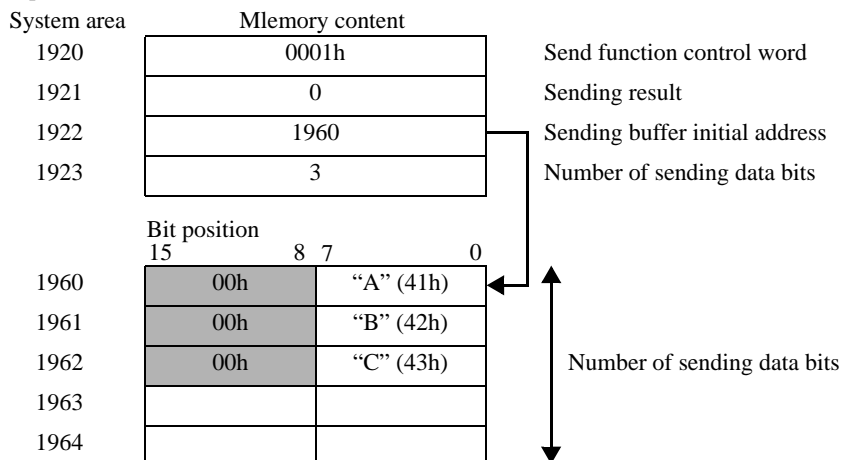 System area Mlemory content
1920 0001h Send function control word
1921 0 Sending result
1922 1960 Sending buffer initial address
1923 3 Number of sending data bits
Bit position
15 8 7 0
1960 00h “A” (41h)
1961 00h “B” (42h)
1962 00h “C” (43h) Number of sending data bits
1963
1964